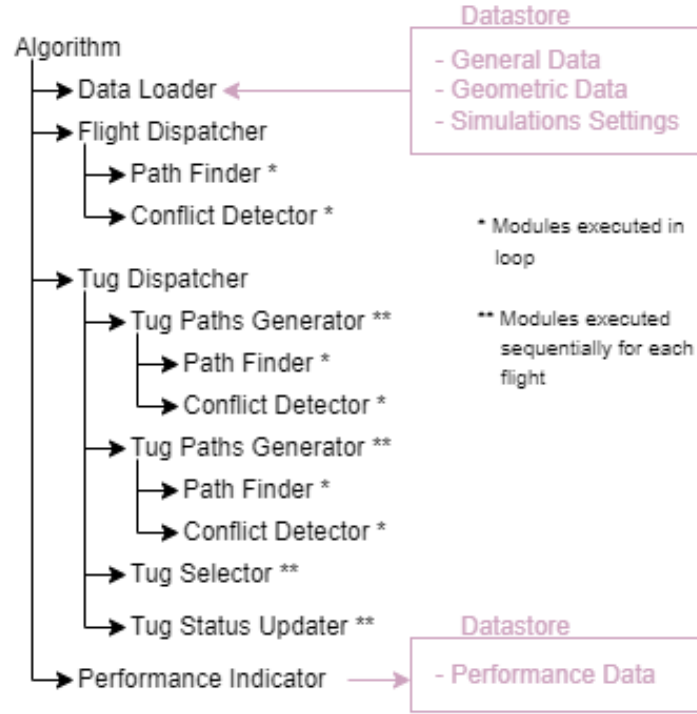 Datastore
Algorithm
- General Data
Data Loader
- Geometric Data
- Simulations Settings
Flight Dispatcher
Path Finder *
Conflict Detector *
* Modules executed in
loop
Tug Dispatcher
Tug Paths Generator **
** Modules executed
sequentially for each
flight
Path Finder *
Conflict Detector *
Tug Paths Generator **
Path Finder *
Conflict Detector *
Tug Selector **
Tug Status Updater **
Datastore
Performance Indicator
- Performance Data